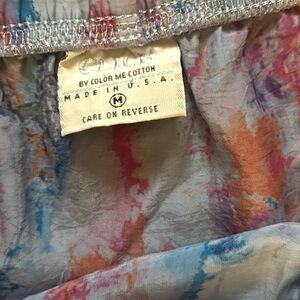 BY COLOR ME COTTON
MADE IN U.S.A.
M
CARE ON REVERSE